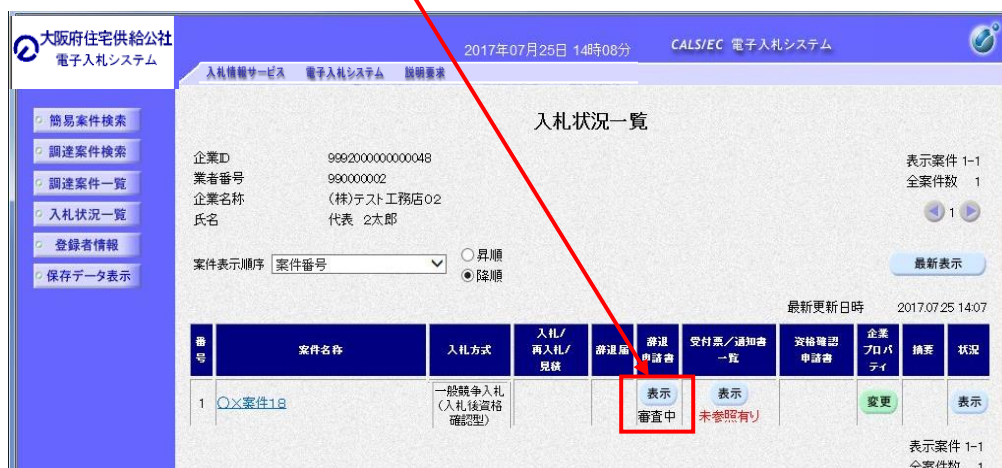 大阪府住宅供給公社
電子入札システム
2017年07月25日 14時08分
CALS/EC 電子入札システム
入札情報サービス 電子入札システム 説明要求
簡易案件検索
調達案件検索
調達案件一覧
入札状況一覧
登録者情報
保存データ表示
入札状況一覧
企業ID 9992000000000048
業者番号 990000002
企業名称 (株)テスト工務店02
氏名 代表 2太郎
表示案件 1-1
全案件数 1
1
案件表示順序 案件番号
昇順
降順
最新表示
最新更新日時 2017.07.25 14:07
番号 案件名称 入札方式 入札/再入札/見積 辞退届 辞退申請書 受付票/通知書一覧 資格確認申請書 企業プロパティ 摘要 状況
1 〇×案件18 一般競争入札(入札後資格確認型) 表示 審査中 表示 未参照有り 変更 表示
表示案件 1-1
全案件数 1